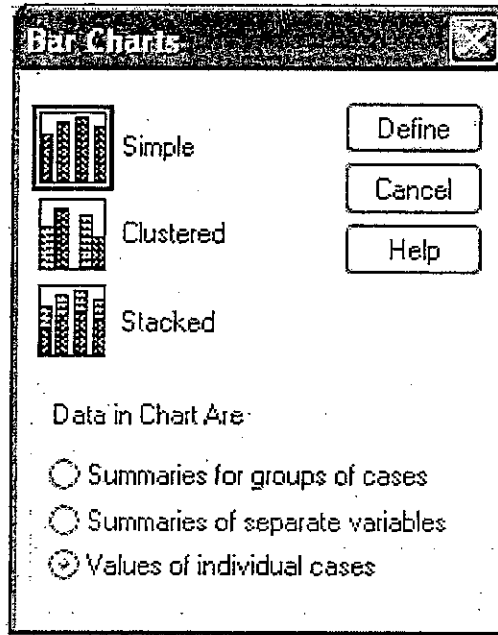 Bar Charts
Simple
Define
Cancel
Clustered
Help
Stacked
Data in Chart Are
Summaries for groups of cases
Summaries of separate variables
Values of individual cases